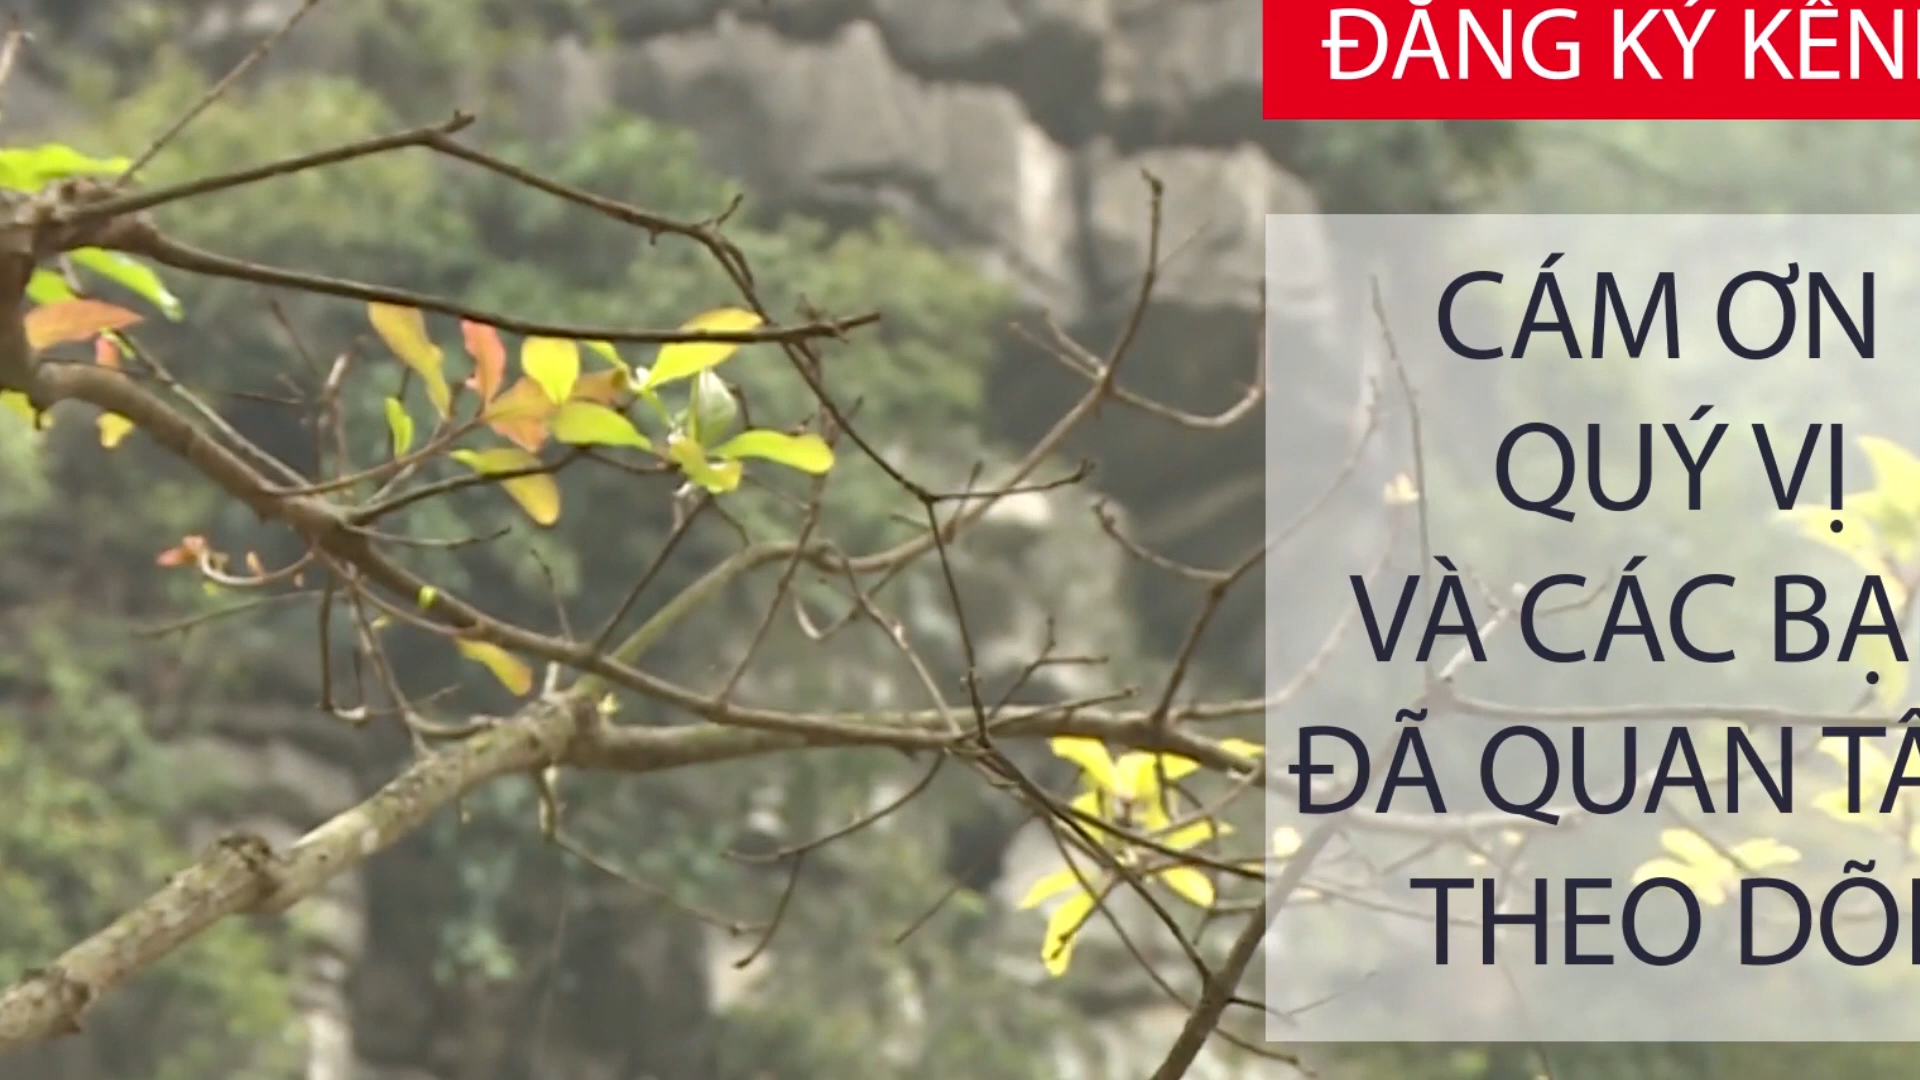 ĐĂNG KÝ KÊN
CÁM ƠN
QUÝ VỊ
VÀ CÁC BẠ
ĐÃ QUAN TÂ
THEO DÕI